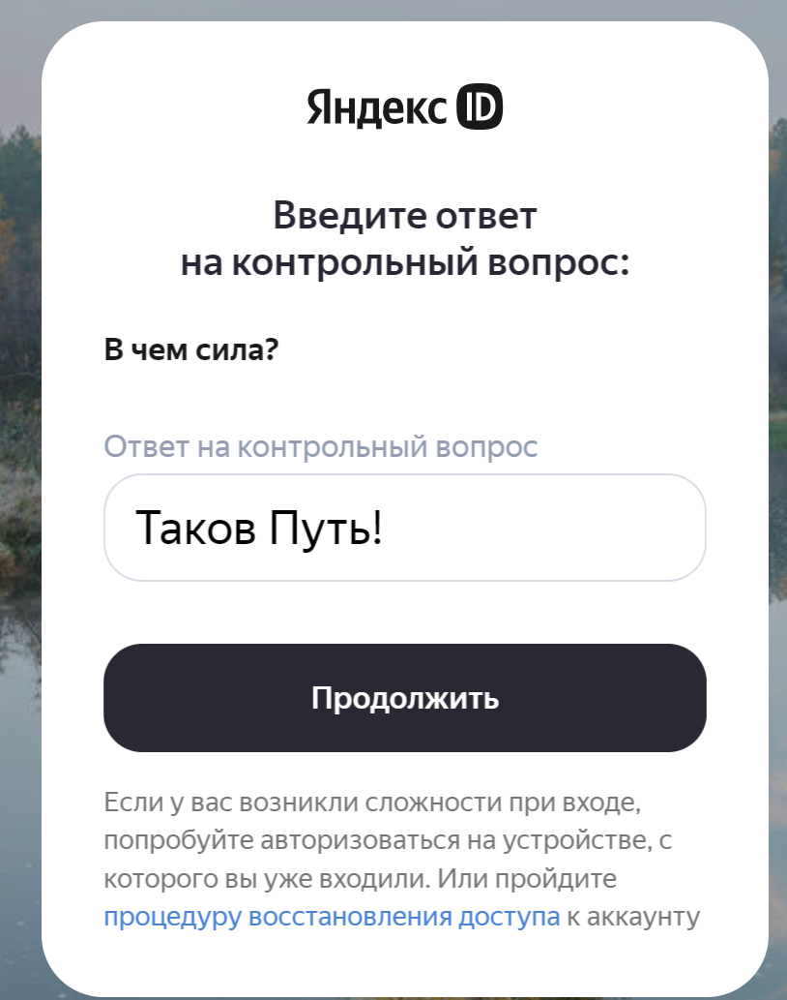 Яндекс ID
Введите ответ
на контрольный вопрос:
В чем сила?
Ответ на контрольный вопрос
Таков Путь!
Продолжить
Если у вас возникли сложности при входе,
попробуйте авторизоваться на устройстве, с
которого вы уже входили. Или пройдите
процедуру восстановления доступа к аккаунту